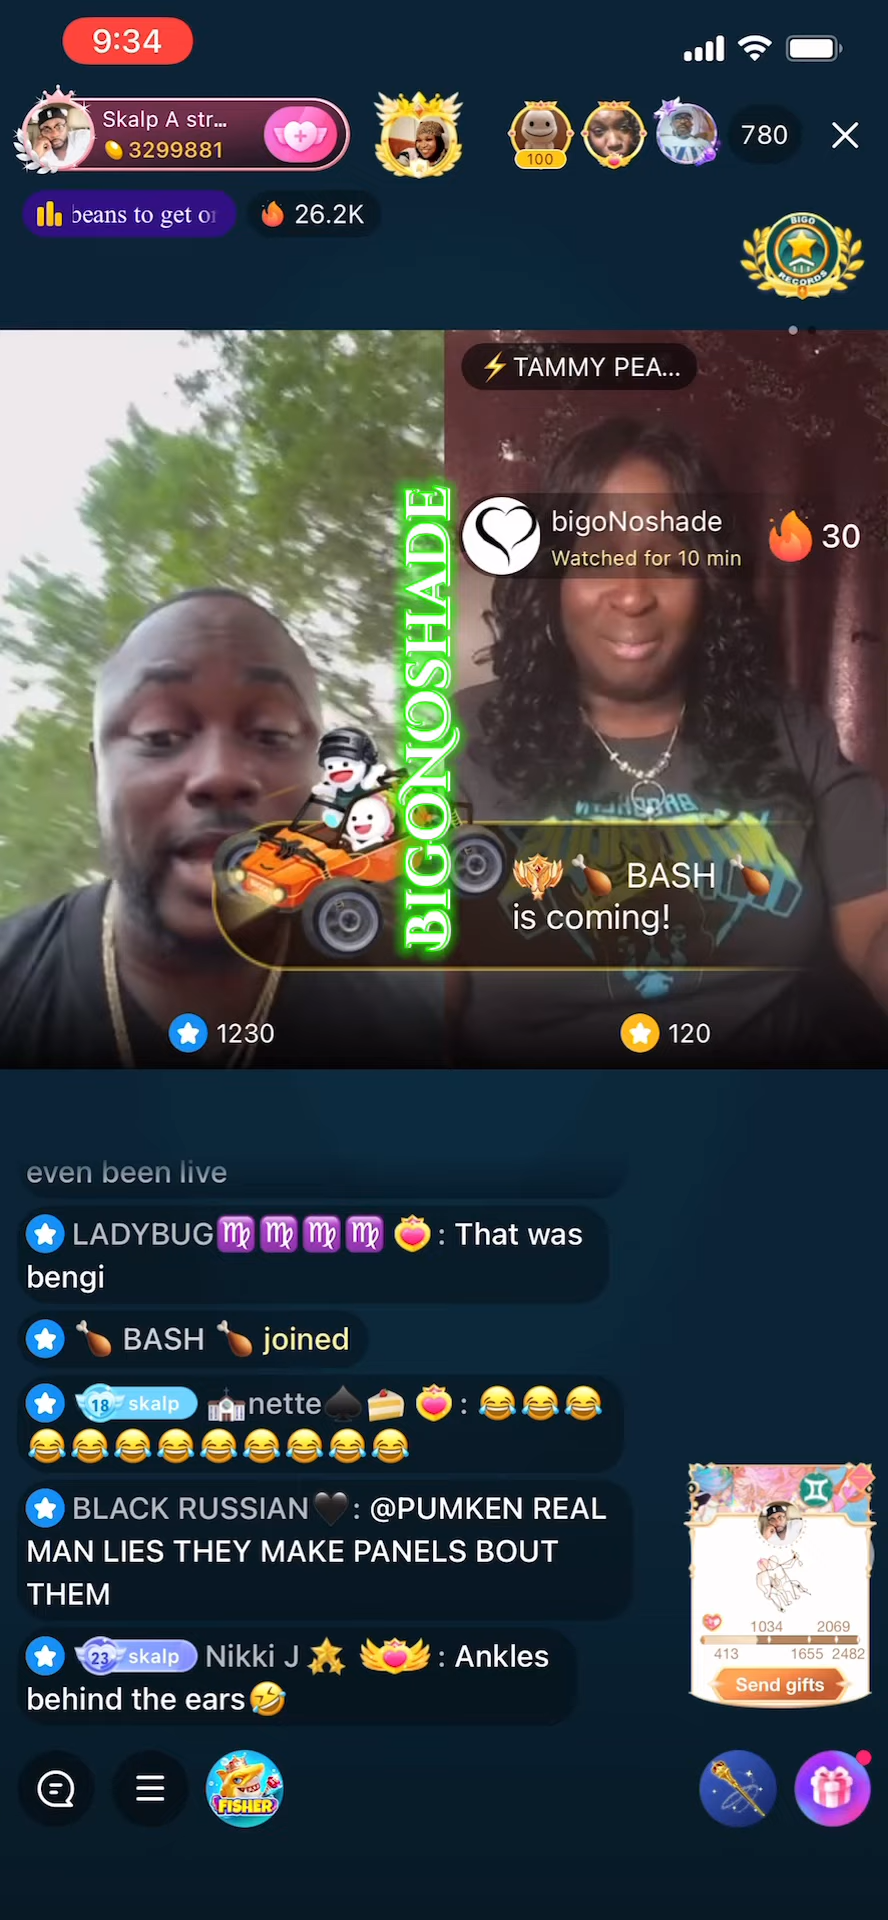 9:34
Skalp A str...
3299881
100
780
beans to get
26.2K
BIGO
RECORDS
TAMMY PEA...
bigoNoshade
Watched for 10 min
30
BIGONOSHADE
BASH
is coming!
1230
120
even been live
LADYBUG♍♍♍♍ : That was
bengi
🍗 BASH 🍗 joined
18 skalp nette♠🍰 : 😂😂😂
😂😂😂😂😂😂😂😂😂
BLACK RUSSIAN🖤: @PUMKEN REAL
MAN LIES THEY MAKE PANELS BOUT
THEM
23 skalp Nikki J : Ankles
behind the ears🤣
1034 2069
413 1655 2482
Send gifts
FISHER